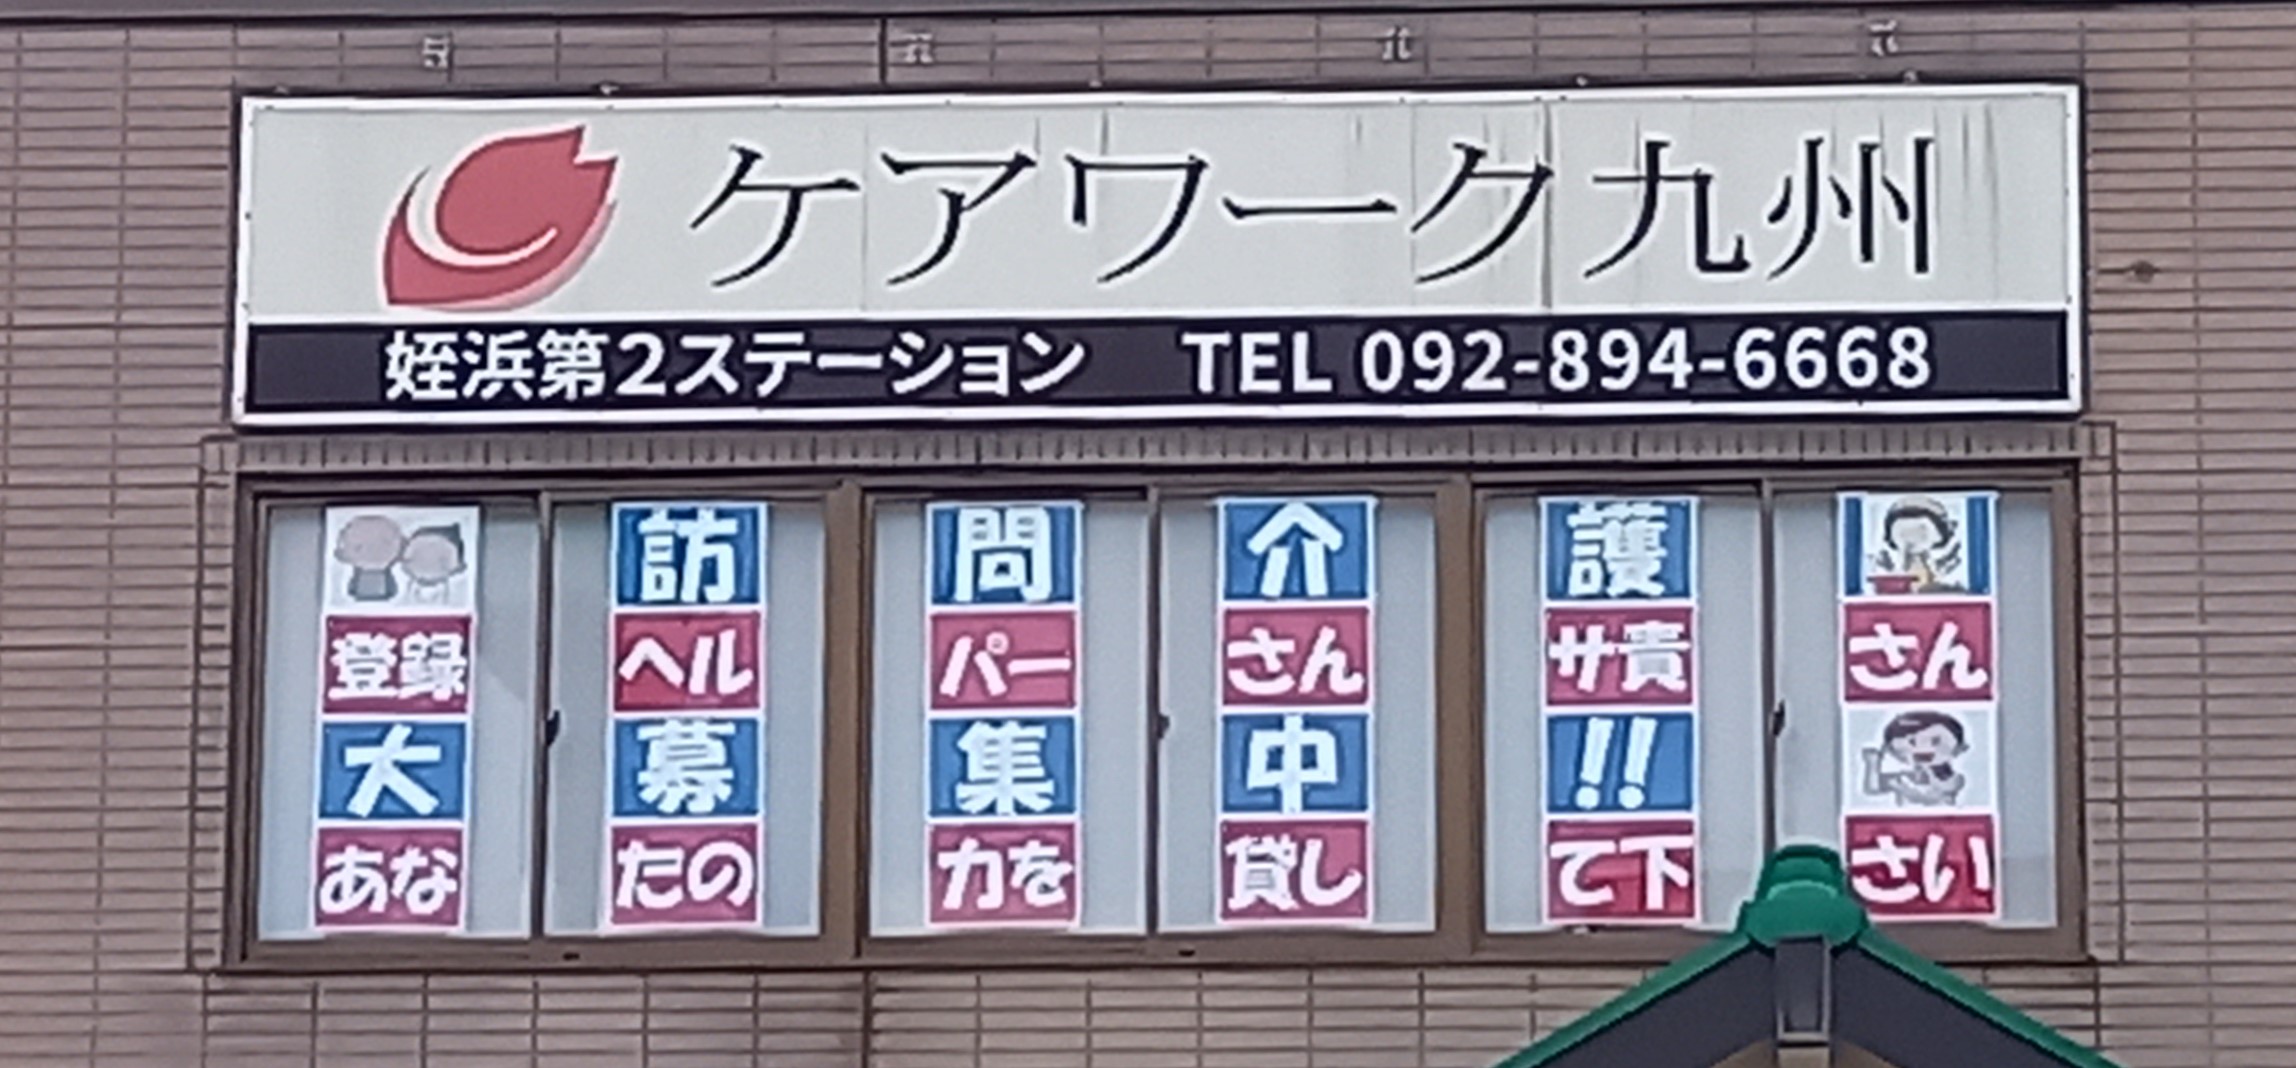 ケアワーク九州
姪浜第2ステーション TEL 092-894-6668
訪問介護
登録ヘルパーさんサ責さん
大募集中!!
あなたの力を貸して下さい